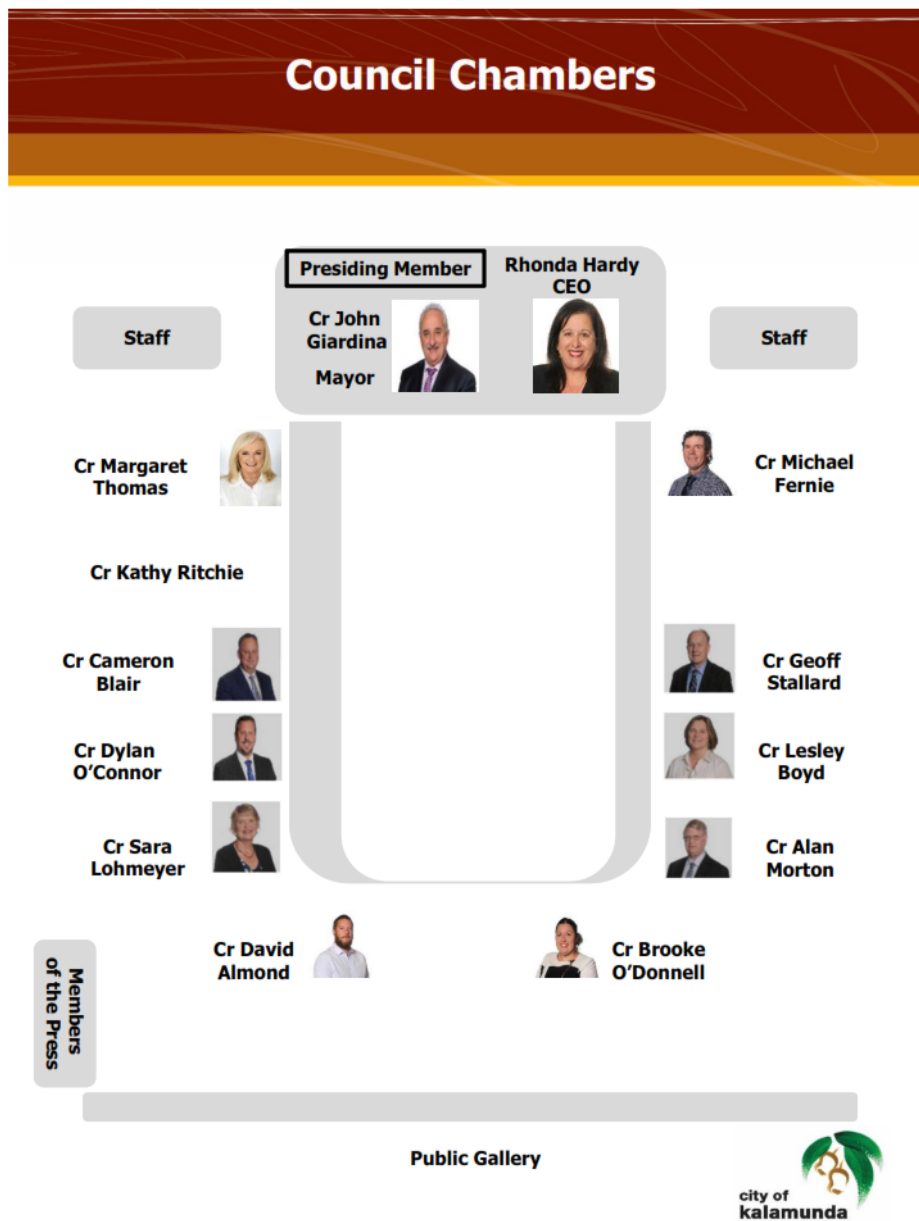 Council Chambers
Presiding Member
Rhonda Hardy
CEO
Cr John
Giardina
Mayor
Staff
Staff
Cr Margaret
Thomas
Cr Michael
Fernie
Cr Kathy Ritchie
Cr Cameron
Blair
Cr Geoff
Stallard
Cr Dylan
O’Connor
Cr Lesley
Boyd
Cr Sara
Lohmeyer
Cr Alan
Morton
Cr David
Almond
Cr Brooke
O’Donnell
Members
of the Press
Public Gallery
city of
kalamunda